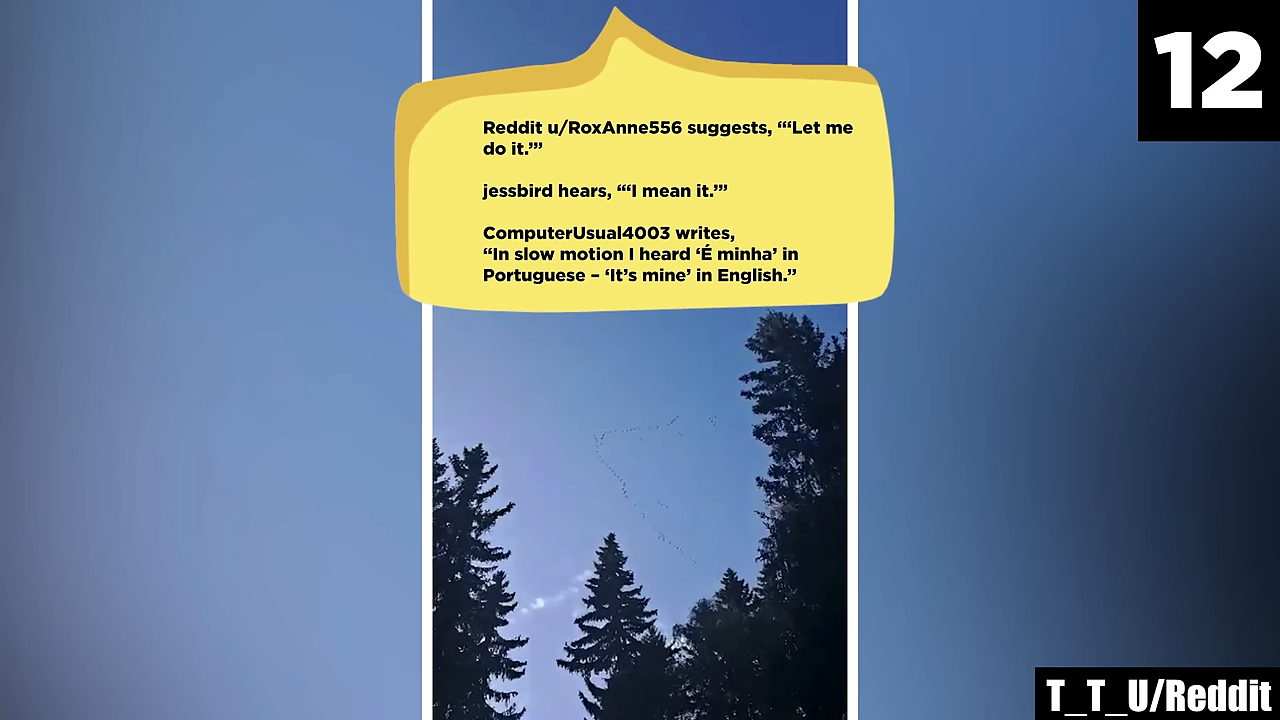 12
Reddit u/RoxAnne556 suggests, “‘Let me
do it.’”
jessbird hears, “‘I mean it.’”
ComputerUsual4003 writes,
“In slow motion I heard ‘É minha’ in
Portuguese – ‘It’s mine’ in English.”
T_T_U/Reddit